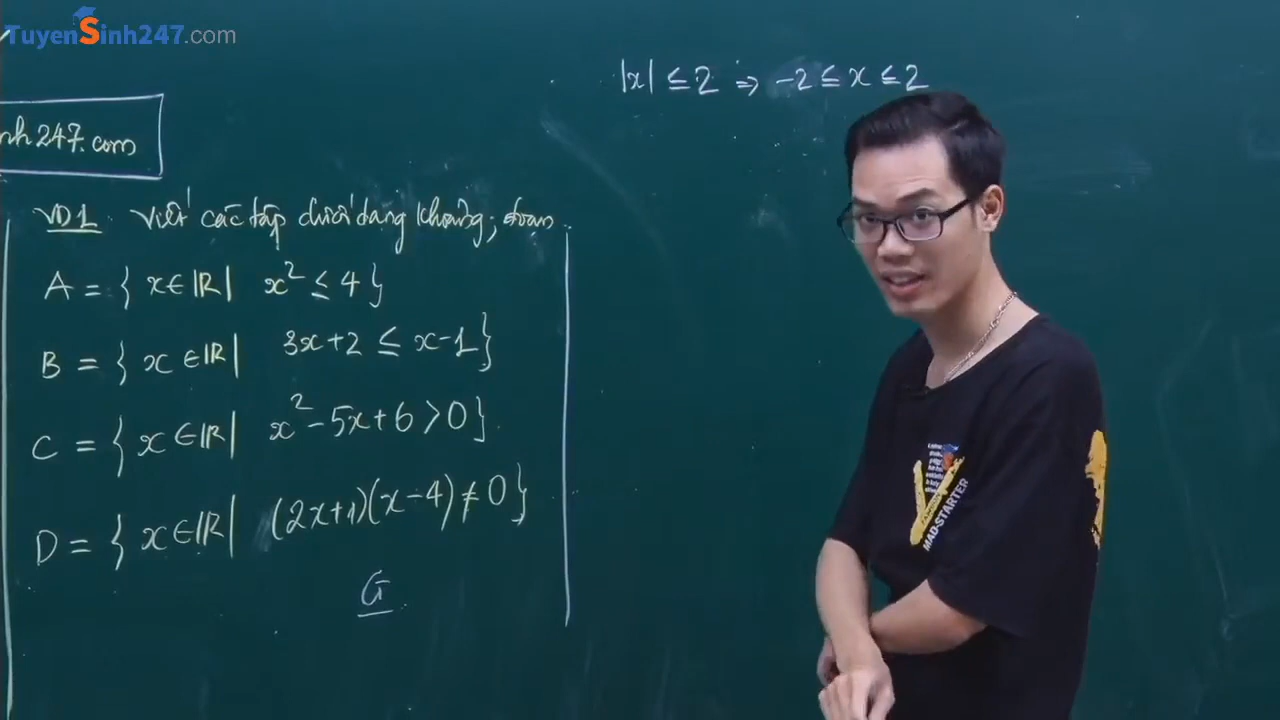 TuyenSinh247.com
|x| ≤ 2 ⇒ -2 ≤ x ≤ 2
nh247.com
VD1: Viết các tập dưới dạng khoảng; đoạn.
A = { x ∈ ℝ | x² ≤ 4 }
B = { x ∈ ℝ | 3x+2 ≤ x-1 }
C = { x ∈ ℝ | x² - 5x + 6 > 0 }
D = { x ∈ ℝ | (2x+1)(x-4) ≠ 0 }
G
MAD-STARTER